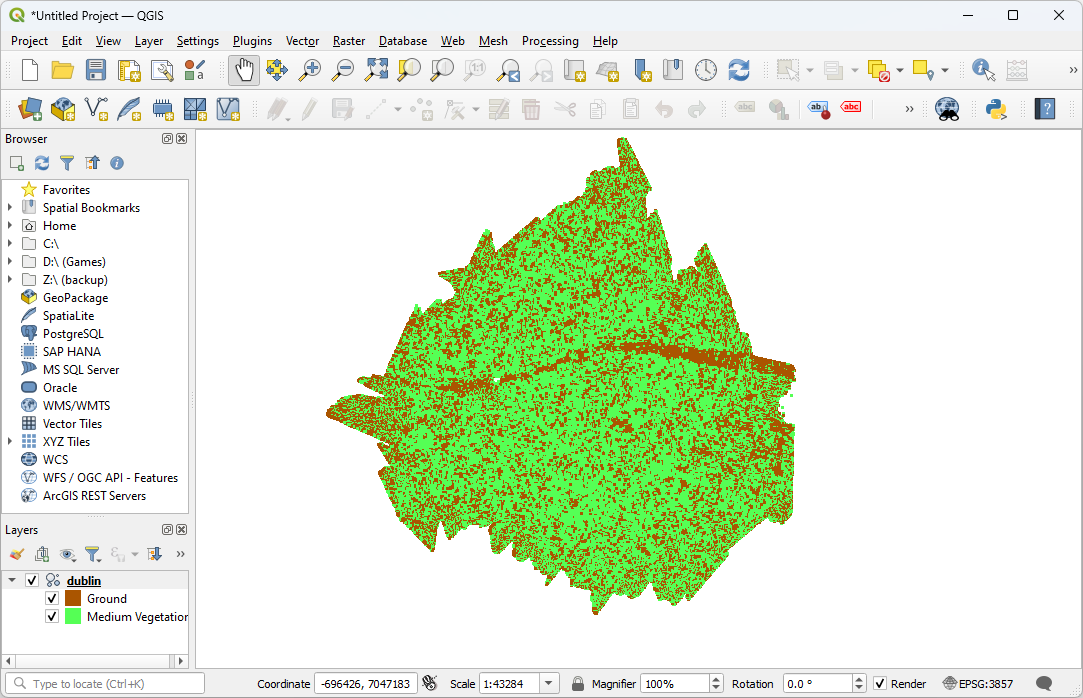 *Untitled Project — QGIS
Project Edit View Layer Settings Plugins Vector Raster Database Web Mesh Processing Help
Browser
Favorites
Spatial Bookmarks
Home
C:\
D:\ (Games)
Z:\ (backup)
GeoPackage
SpatiaLite
PostgreSQL
SAP HANA
MS SQL Server
Oracle
WMS/WMTS
Vector Tiles
XYZ Tiles
WCS
WFS / OGC API - Features
ArcGIS REST Servers
Layers
dublin
Ground
Medium Vegetation
Type to locate (Ctrl+K) Coordinate -696426, 7047183 Scale 1:43284 Magnifier 100% Rotation 0.0 ° Render EPSG:3857